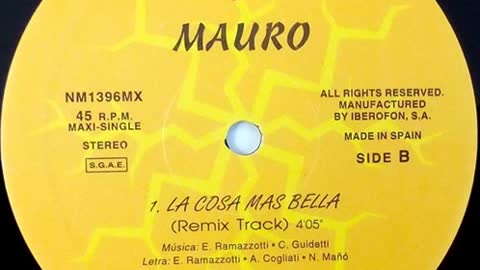 MAURO
NM1396MX
45 R.P.M.
MAXI-SINGLE
STEREO
S.G.A.E.
ALL RIGHTS RESERVED.
MANUFACTURED
BY IBEROFON, S.A.
MADE IN SPAIN
SIDE B
1. LA COSA MAS BELLA
(Remix Track) 4'05"
Música: E. Ramazzotti • C. Guidetti
Letra: E. Ramazzotti • A. Cogliati • N. Mañó